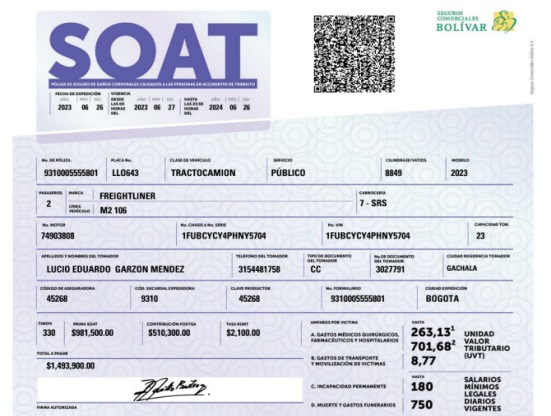 SOAT
PÓLIZA DE SEGURO DE DAÑOS CORPORALES CAUSADOS A LAS PERSONAS EN ACCIDENTES DE TRÁNSITO
SEGUROS
COMERCIALES
BOLÍVAR
FECHA DE EXPEDICIÓN VIGENCIA
AÑO MES DÍA DESDE LAS 00 HORAS DEL AÑO MES DÍA HASTA LAS 23:59 HORAS DEL AÑO MES DÍA
2023 06 26 2023 06 27 2024 06 26
No. DE PÓLIZA PLACA No. CLASE DE VEHÍCULO SERVICIO CILINDRAJE/VATIOS MODELO
9310005555801 LLO643 TRACTOCAMION PÚBLICO 8849 2023
PASAJEROS MARCA FREIGHTLINER CARROCERÍA
2 LÍNEA VEHÍCULO M2 106 7 - SRS
No. MOTOR No. CHASIS ó No. SERIE No. VIN CAPACIDAD TON.
74903808 1FUBCYCY4PHNY5704 1FUBCYCY4PHNY5704 23
APELLIDOS Y NOMBRES DEL TOMADOR TELÉFONO DEL TOMADOR TIPO DE DOCUMENTO DEL TOMADOR No. DE DOCUMENTO DEL TOMADOR CIUDAD RESIDENCIA TOMADOR
LUCIO EDUARDO GARZON MENDEZ 3154481758 CC 3027791 GACHALA
CÓDIGO DE ASEGURADORA CÓD. SUCURSAL EXPEDIDORA CLAVE PRODUCTOR No. FORMULARIO CIUDAD EXPEDICIÓN
45268 9310 45268 9310005555801 BOGOTA
TARIFA PRIMA SOAT CONTRIBUCIÓN FOSYGA TASA RUNT
330 $981,500.00 $510,300.00 $2,100.00
TOTAL A PAGAR
$1,493,900.00
FIRMA AUTORIZADA
AMPAROS POR VICTIMA HASTA
A. GASTOS MÉDICOS QUIRÚRGICOS, FARMACÉUTICOS Y HOSPITALARIOS 263,13¹
701,68²
B. GASTOS DE TRANSPORTE Y MOVILIZACIÓN DE VICTIMAS 8,77
UNIDAD VALOR TRIBUTARIO (UVT)
HASTA
C. INCAPACIDAD PERMANENTE 180
D. MUERTE Y GASTOS FUNERARIOS 750
SALARIOS MÍNIMOS LEGALES DIARIOS VIGENTES